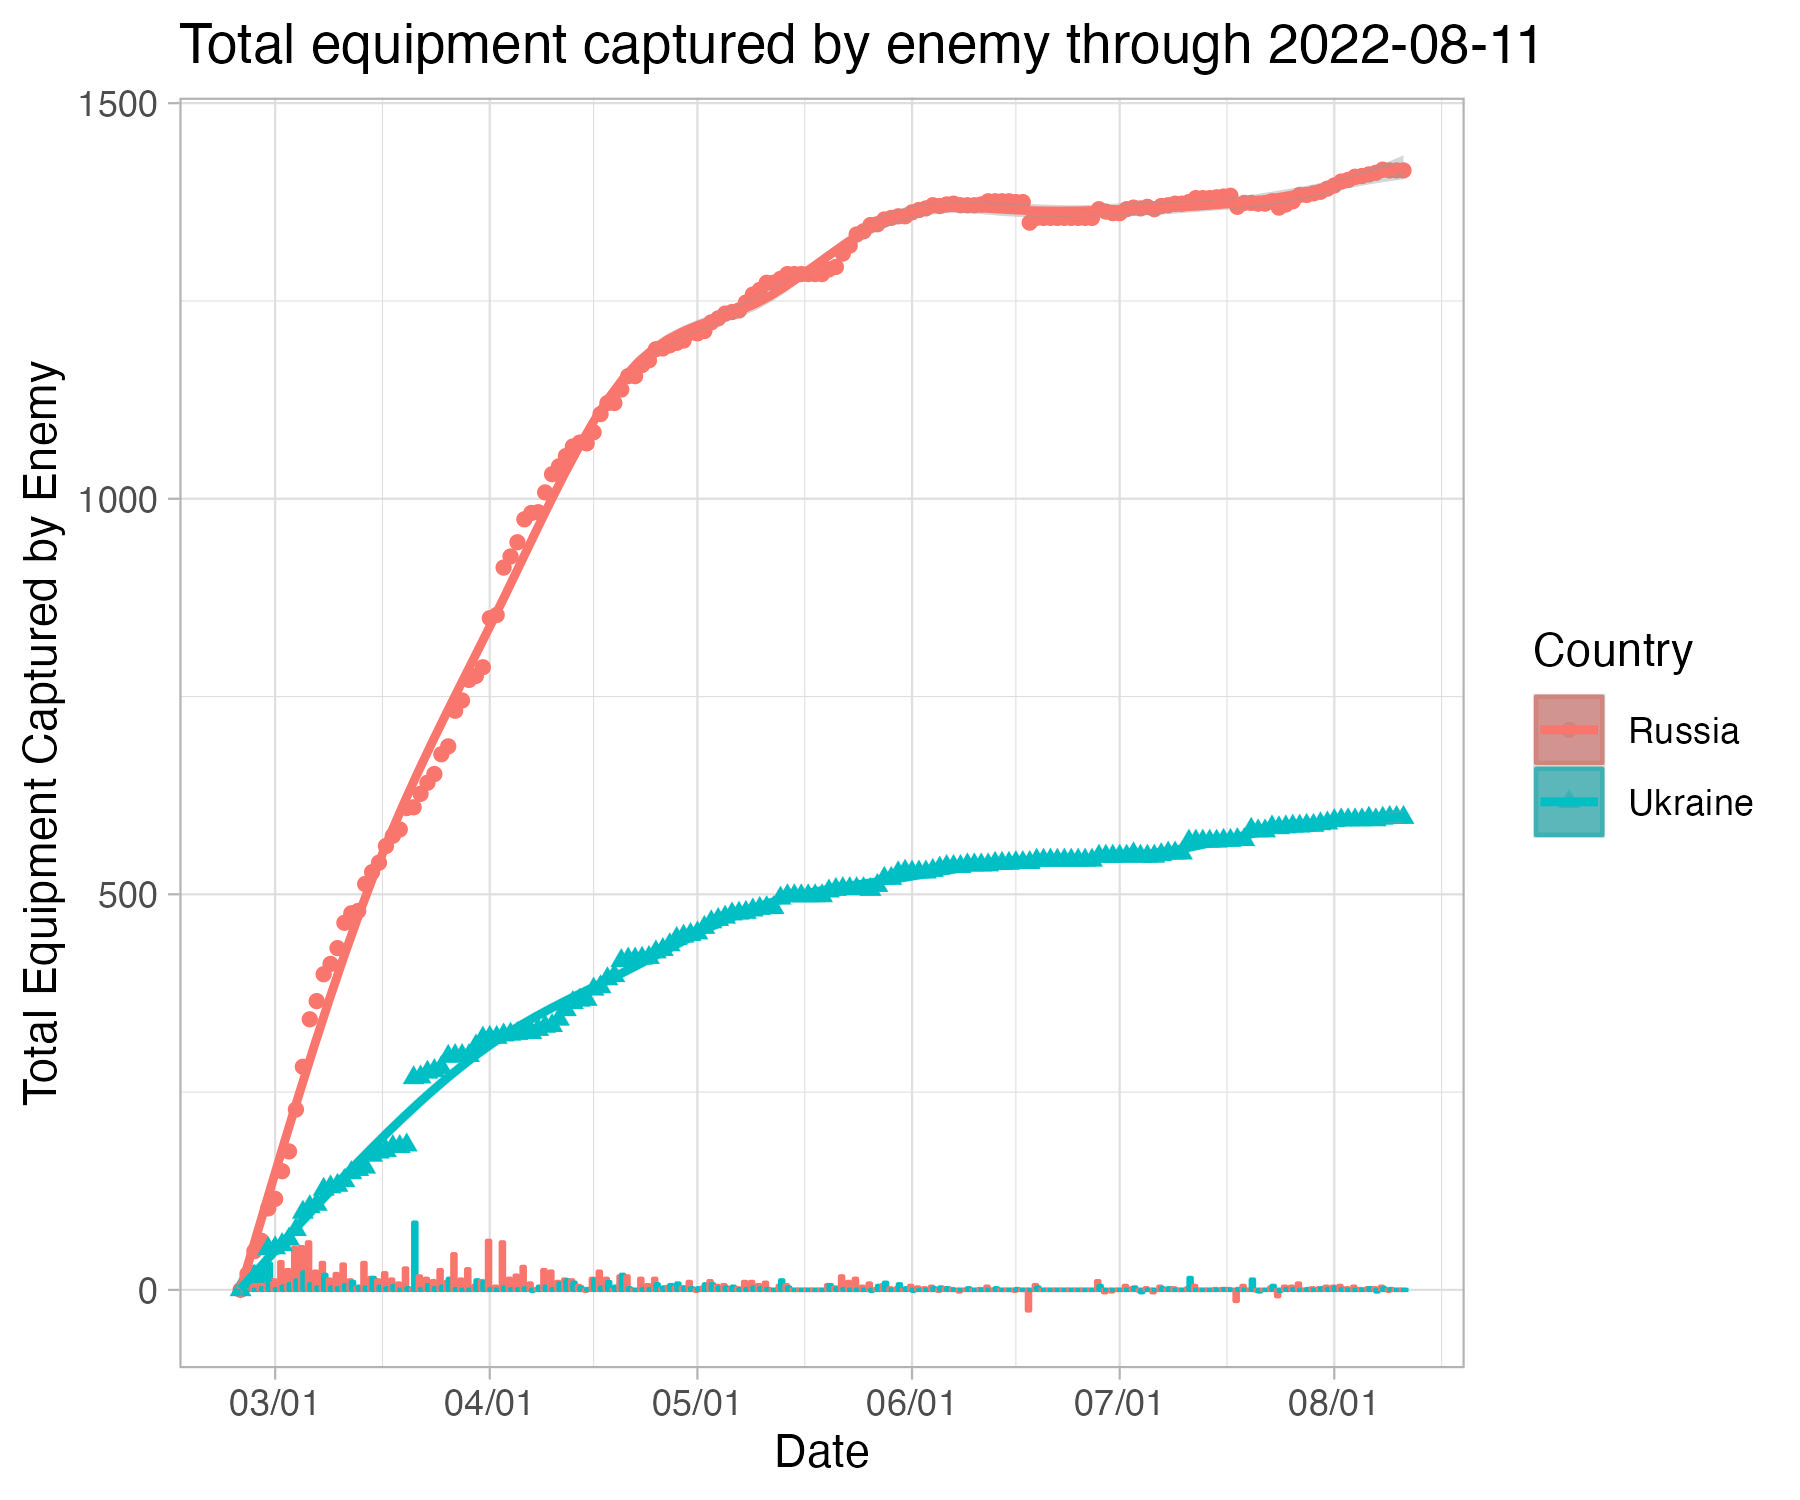 Total equipment captured by enemy through 2022-08-11
Total Equipment Captured by Enemy
1500
1000
500
0
03/01
04/01
05/01
06/01
07/01
08/01
Date
Country
Russia
Ukraine